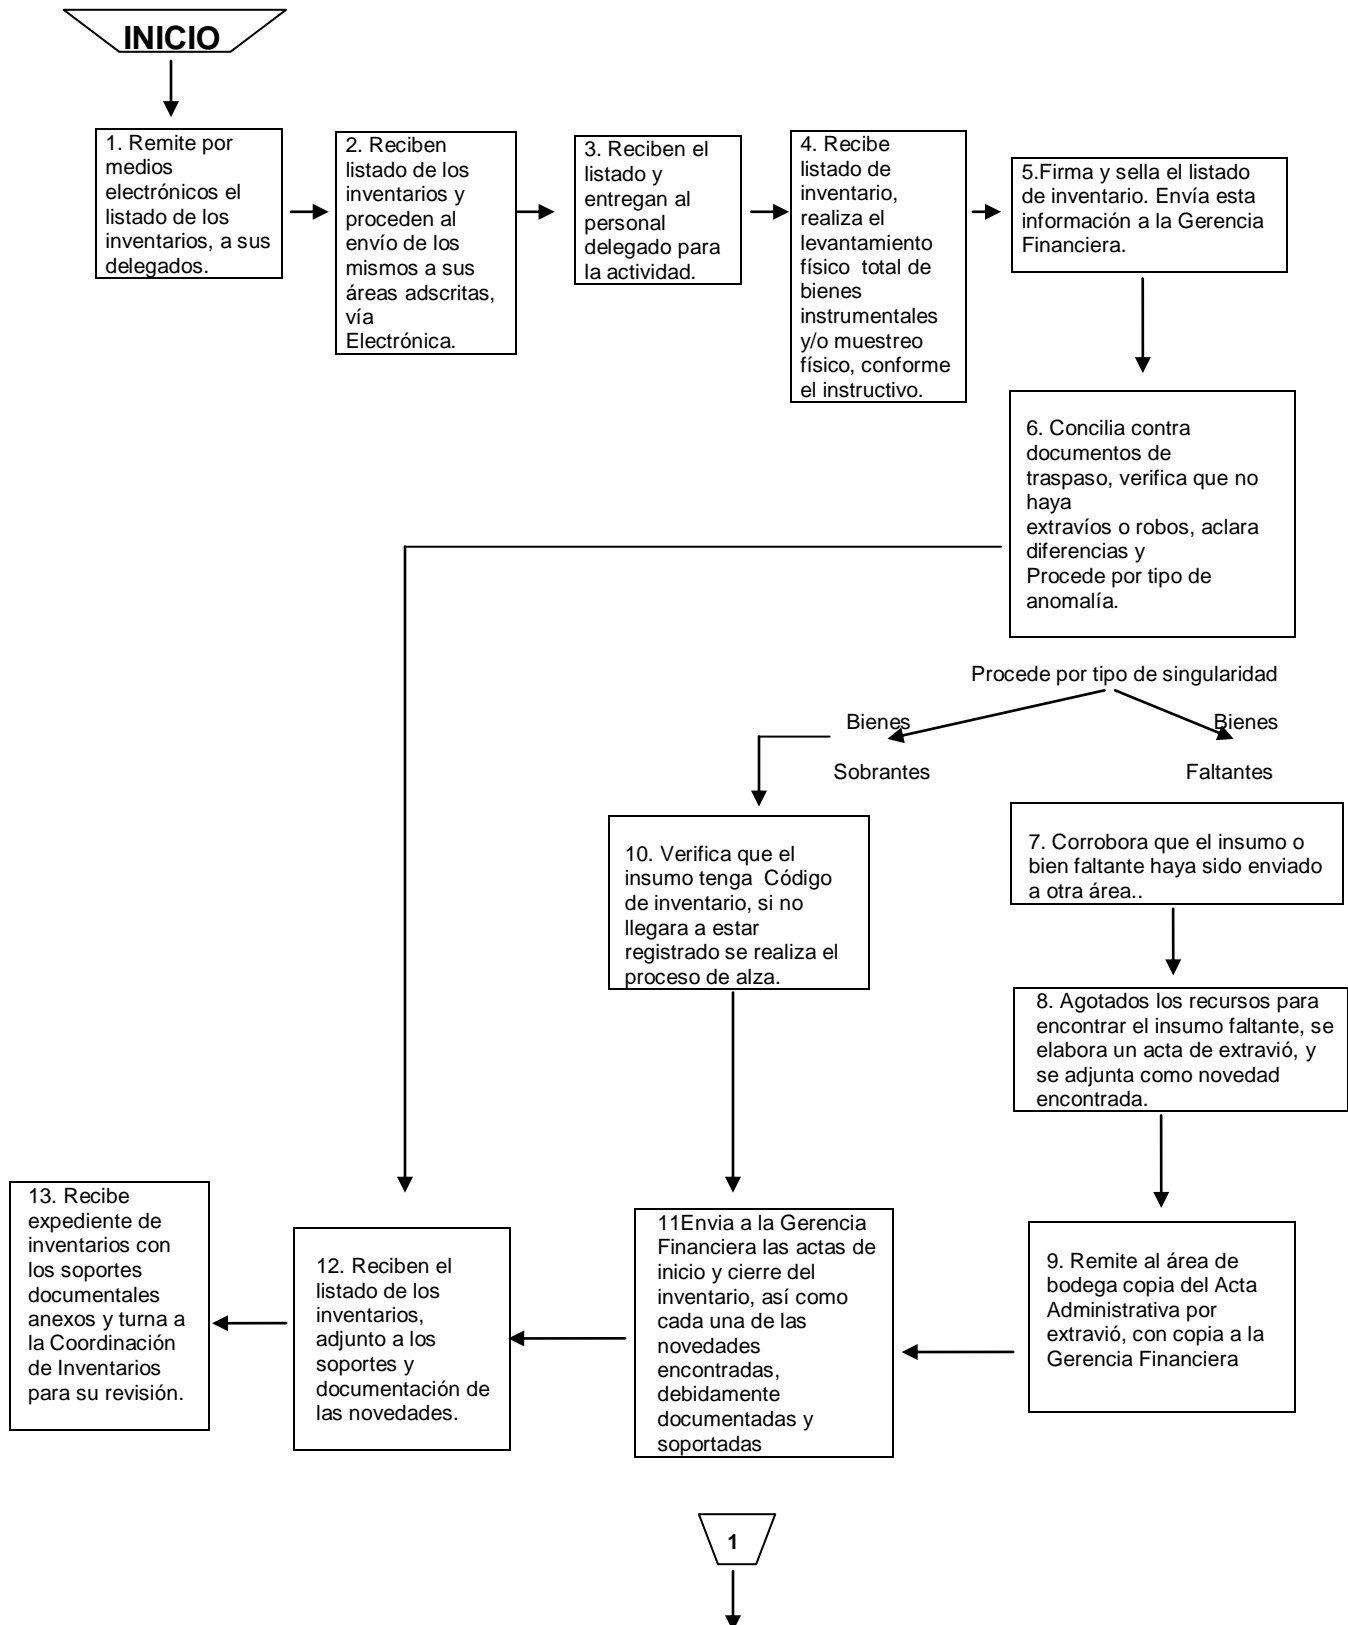 INICIO
1. Remite por
medios
electrónicos el
listado de los
inventarios, a sus
delegados.
2. Reciben
listado de los
inventarios y
proceden al
envío de los
mismos a sus
áreas adscritas,
vía
Electrónica.
3. Reciben el
listado y
entregan al
personal
delegado para
la actividad.
4. Recibe
listado de
inventario,
realiza el
levantamiento
físico total de
bienes
instrumentales
y/o muestreo
físico, conforme
el instructivo.
5.Firma y sella el listado
de inventario. Envía esta
información a la Gerencia
Financiera.
6. Concilia contra
documentos de
traspaso, verifica que no
haya
extravíos o robos, aclara
diferencias y
Procede por tipo de
anomalía.
Procede por tipo de singularidad
Bienes
Sobrantes
Bienes
Faltantes
7. Corrobora que el insumo o
bien faltante haya sido enviado
a otra área..
10. Verifica que el
insumo tenga Código
de inventario, si no
llegara a estar
registrado se realiza el
proceso de alza.
8. Agotados los recursos para
encontrar el insumo faltante, se
elabora un acta de extravió, y
se adjunta como novedad
encontrada.
13. Recibe
expediente de
inventarios con
los soportes
documentales
anexos y turna a
la Coordinación
de Inventarios
para su revisión.
12. Reciben el
listado de los
inventarios,
adjunto a los
soportes y
documentación de
las novedades.
11Envia a la Gerencia
Financiera las actas de
inicio y cierre del
inventario, así como
cada una de las
novedades
encontradas,
debidamente
documentadas y
soportadas
9. Remite al área de
bodega copia del Acta
Administrativa por
extravió, con copia a la
Gerencia Financiera
1